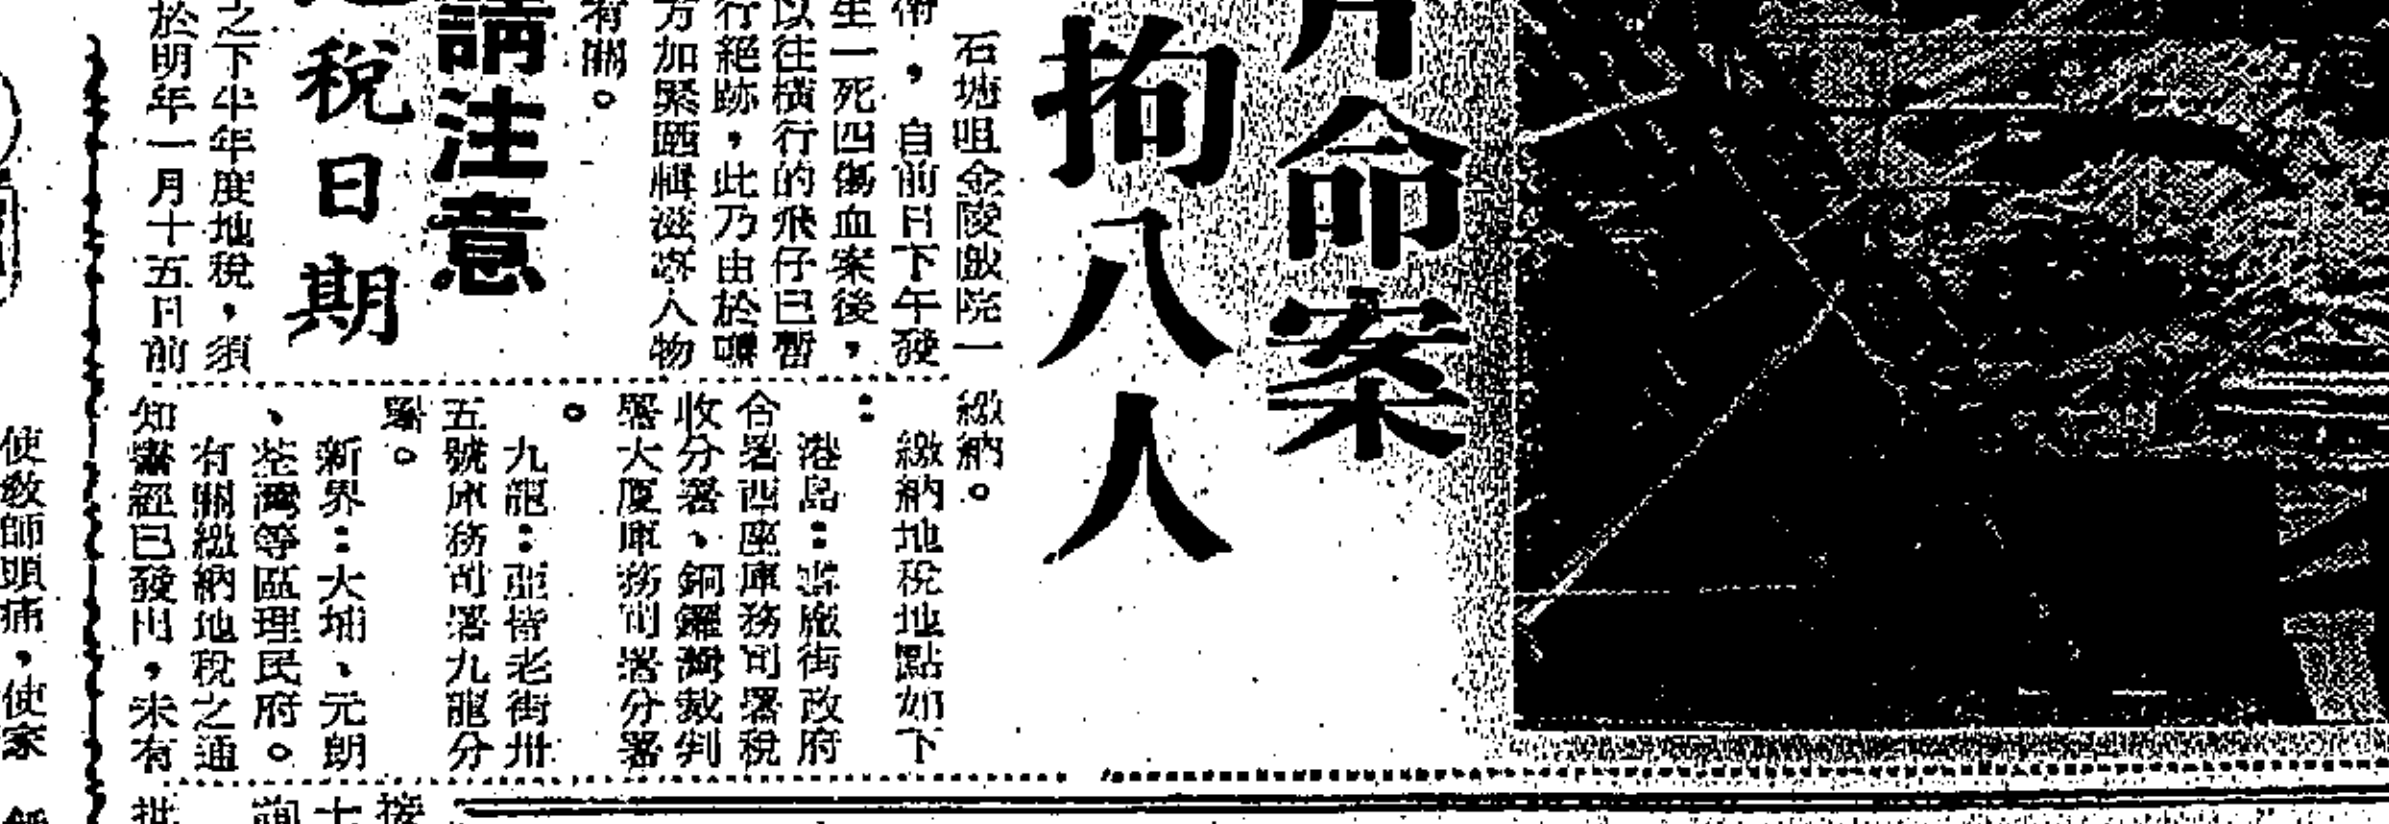 命案
拘八人
石塘咀金陵戲院一
，自前日下午發
生一死四傷血案後，
以往橫行的飛仔已暫
行絕跡，此乃由於
方加緊緝滋事人物
有關。
請注意
稅日期
之下半年度地稅，須
於明年一月十五日前
繳納。
繳納地稅地點如下
：
港島：雪廠街政府
合署西座庫務司署稅
收分署、銅鑼灣裁判
署大廈庫務司署分署
。
九龍：亞皆老街卅
五號庫務司署九龍分
署。
新界：大埔、元朗
、荃灣等區理民府。
有關繳納地稅之通
知書經已發出，未有
接
士
使教師頭痛，使家